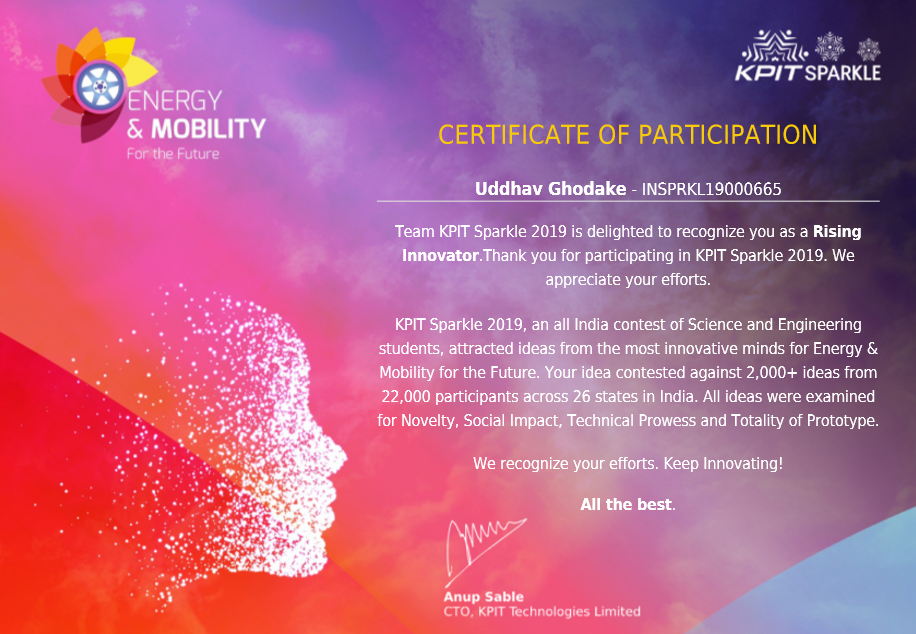 ENERGY
& MOBILITY
For the Future
KPIT SPARKLE
CERTIFICATE OF PARTICIPATION
Uddhav Ghodake - INSPRKL19000665
Team KPIT Sparkle 2019 is delighted to recognize you as a Rising
Innovator.Thank you for participating in KPIT Sparkle 2019. We
appreciate your efforts.
KPIT Sparkle 2019, an all India contest of Science and Engineering
students, attracted ideas from the most innovative minds for Energy &
Mobility for the Future. Your idea contested against 2,000+ ideas from
22,000 participants across 26 states in India. All ideas were examined
for Novelty, Social Impact, Technical Prowess and Totality of Prototype.
We recognize your efforts. Keep Innovating!
All the best.
Anup Sable
CTO, KPIT Technologies Limited